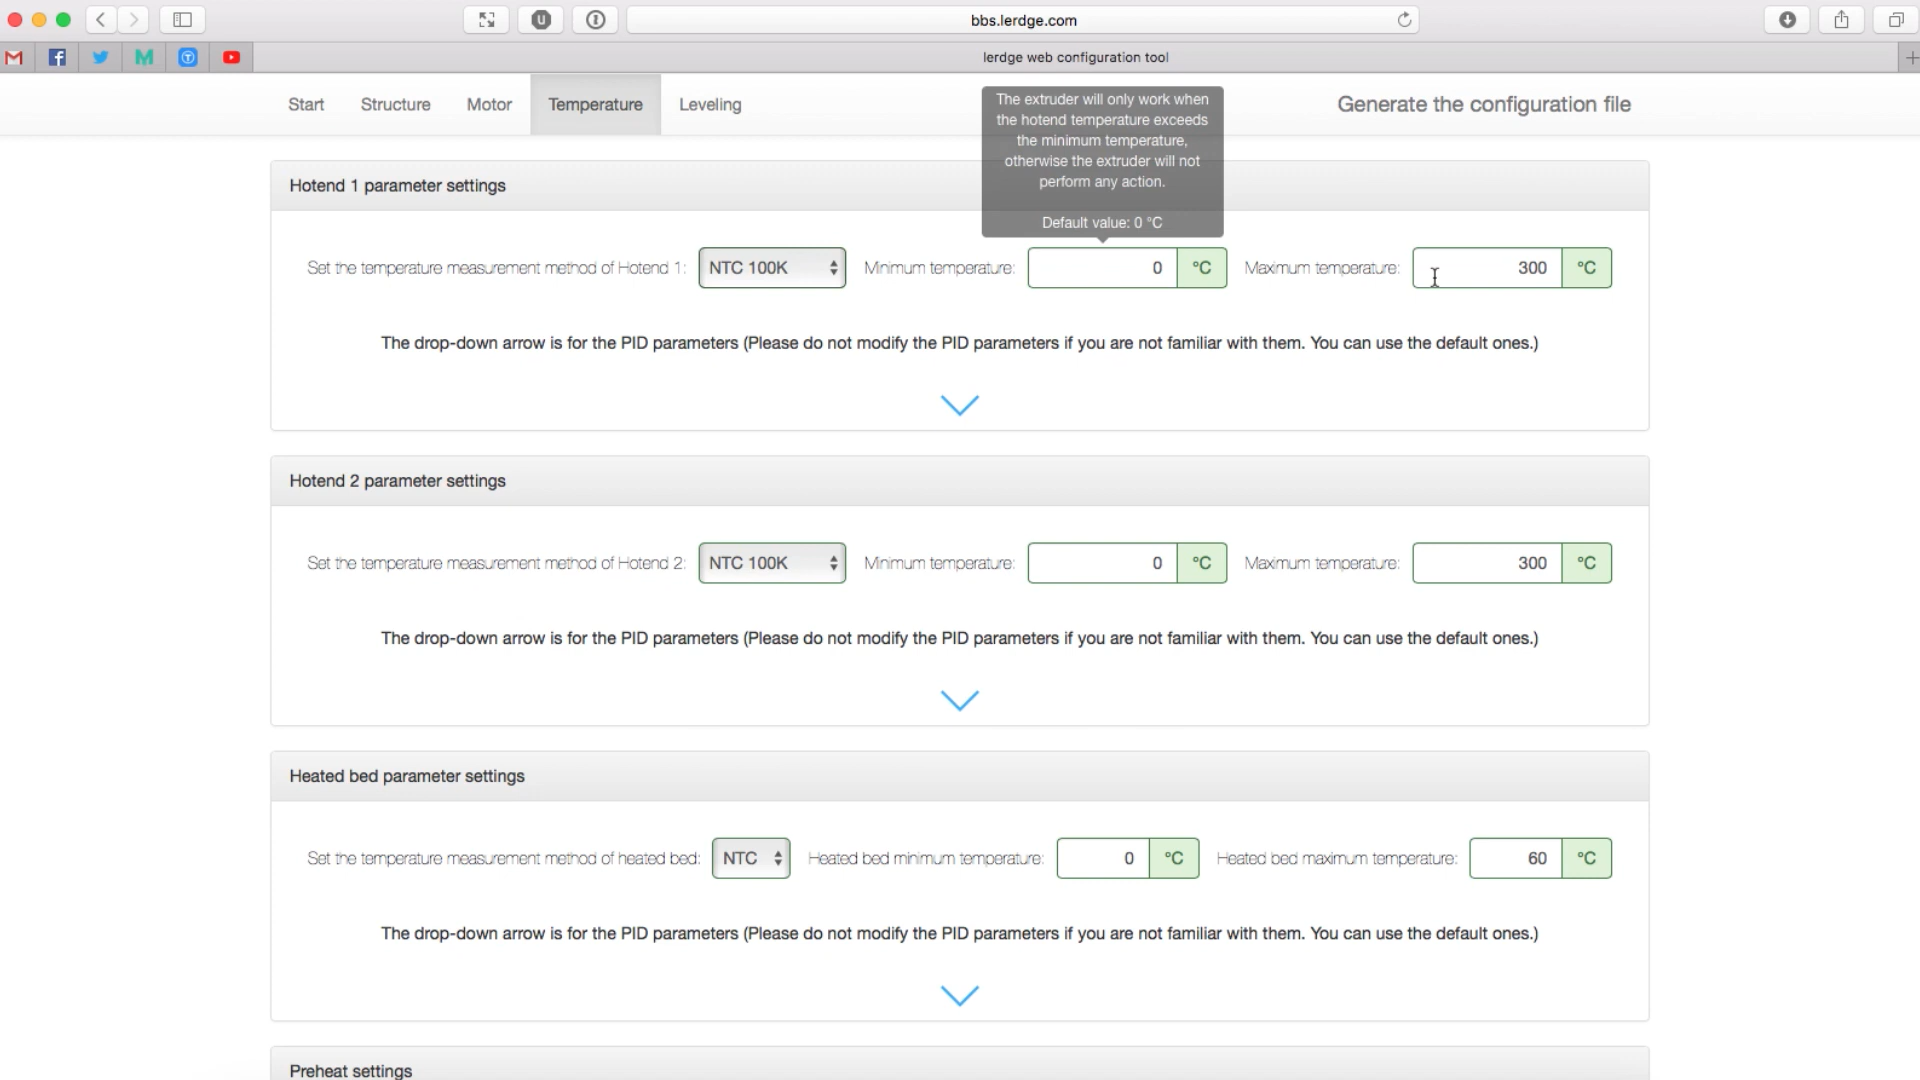 bbs.lerdge.com
lerdge web configuration tool
Start Structure Motor Temperature Leveling Generate the configuration file
The extruder will only work when
the hotend temperature exceeds
the minimum temperature,
otherwise the extruder will not
perform any action.
Default value: 0 °C
Hotend 1 parameter settings
Set the temperature measurement method of Hotend 1: NTC 100K Minimum temperature: 0 °C Maximum temperature: 300 °C
The drop-down arrow is for the PID parameters (Please do not modify the PID parameters if you are not familiar with them. You can use the default ones.)
Hotend 2 parameter settings
Set the temperature measurement method of Hotend 2: NTC 100K Minimum temperature: 0 °C Maximum temperature: 300 °C
The drop-down arrow is for the PID parameters (Please do not modify the PID parameters if you are not familiar with them. You can use the default ones.)
Heated bed parameter settings
Set the temperature measurement method of heated bed: NTC Heated bed minimum temperature: 0 °C Heated bed maximum temperature: 60 °C
The drop-down arrow is for the PID parameters (Please do not modify the PID parameters if you are not familiar with them. You can use the default ones.)
Preheat settings